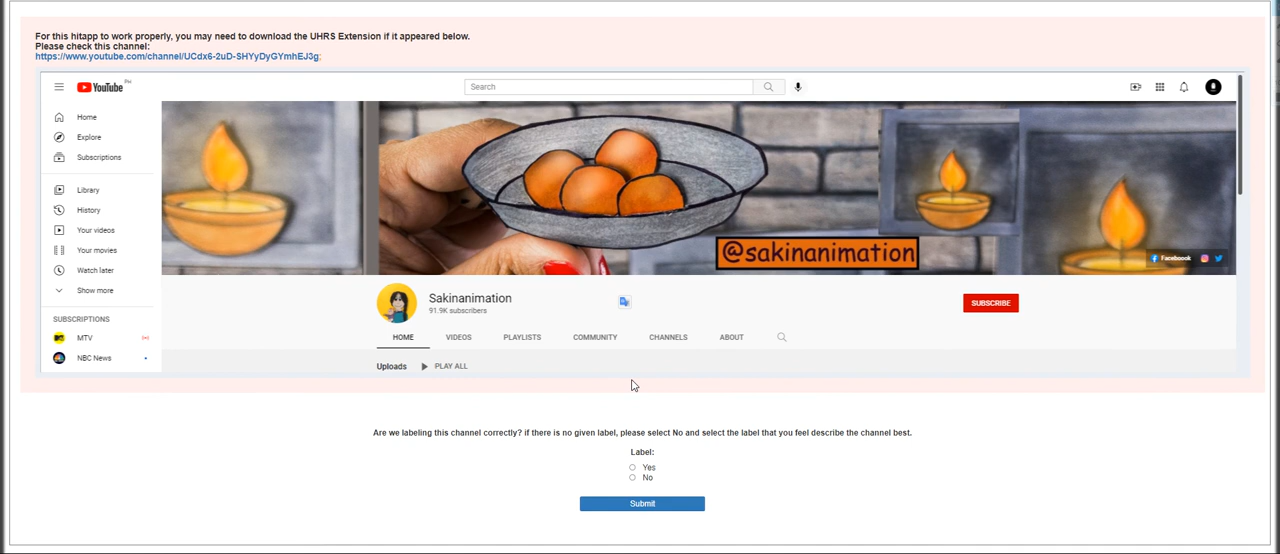 For this hitapp to work properly, you may need to download the UHRS Extension if it appeared below.
Please check this channel:
https://www.youtube.com/channel/UCdx6-2uD-SHYyDyGYmhEJ3g:
YouTube PH
Search
Home
Explore
Subscriptions
Library
History
Your videos
Your movies
Watch later
Show more
SUBSCRIPTIONS
MTV
NBC News
@sakinanimation
Faceboook
Sakinanimation
91.9K subscribers
SUBSCRIBE
HOME VIDEOS PLAYLISTS COMMUNITY CHANNELS ABOUT
Uploads PLAY ALL
Are we labeling this channel correctly? if there is no given label, please select No and select the label that you feel describe the channel best.
Label:
Yes
No
Submit